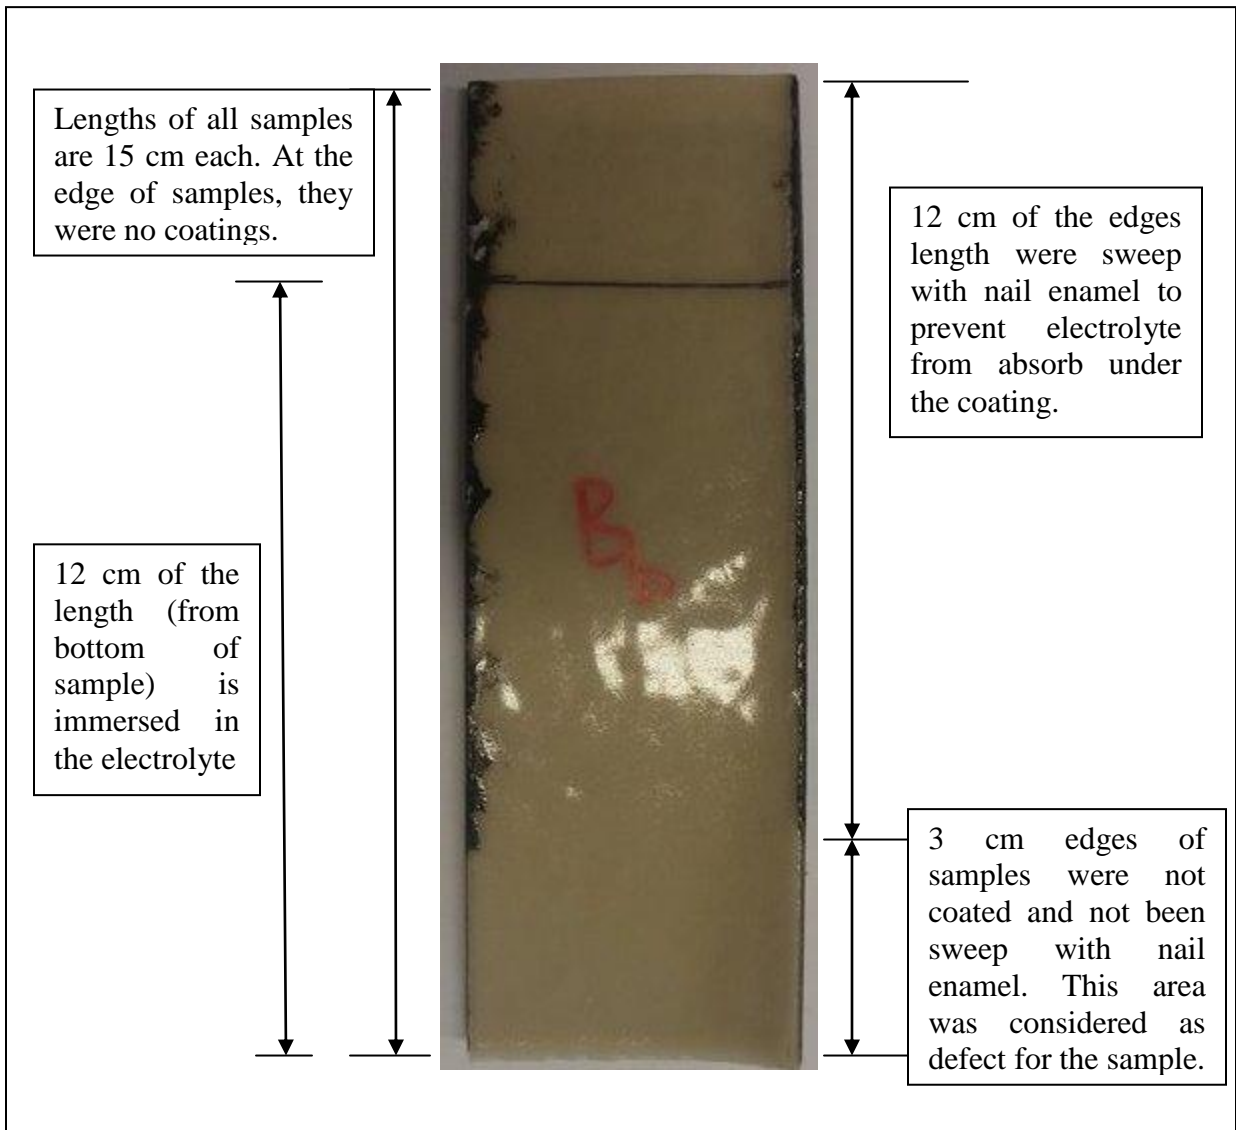 Lengths of all samples
are 15 cm each. At the
edge of samples, they
were no coatings.
12 cm of the edges
length were sweep
with nail enamel to
prevent electrolyte
from absorb under
the coating.
12 cm of the
length (from
bottom of
sample) is
immersed in
the electrolyte
3 cm edges of
samples were not
coated and not been
sweep with nail
enamel. This area
was considered as
defect for the sample.